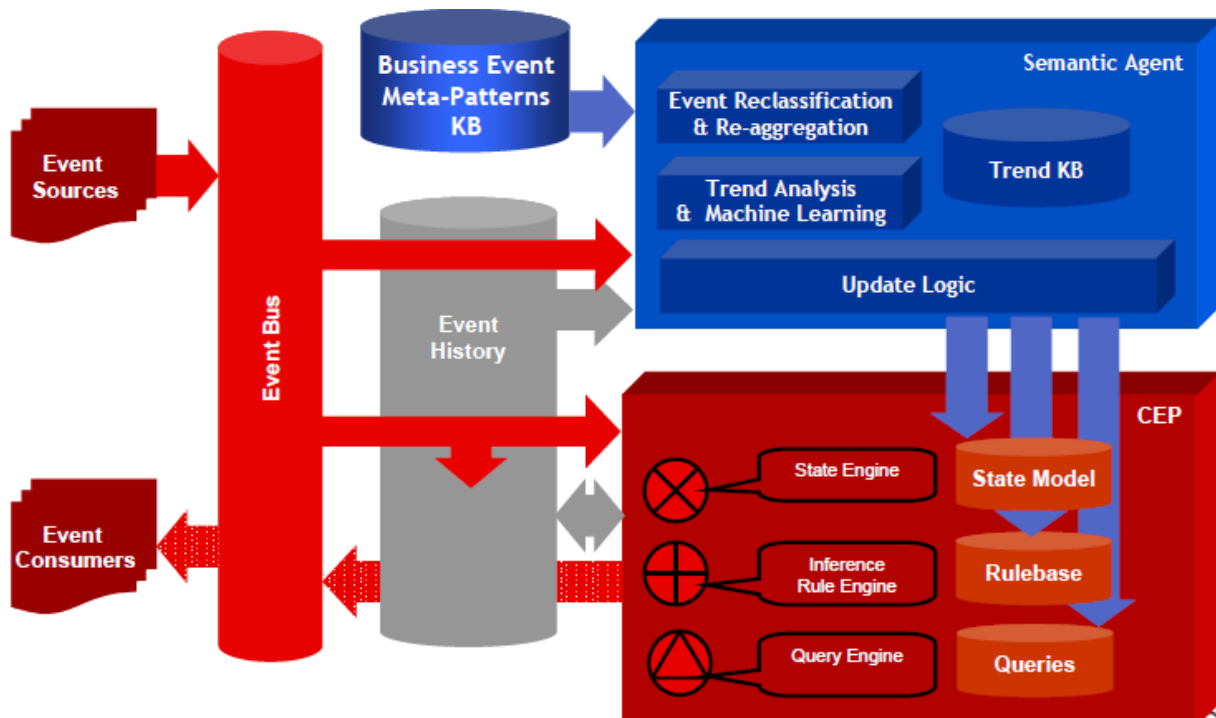 Business Event
Meta-Patterns
KB
Semantic Agent
Event Reclassification
& Re-aggregation
Trend KB
Trend Analysis
& Machine Learning
Update Logic
Event
Sources
Event Bus
Event
History
CEP
State Engine
State Model
Event
Consumers
Inference
Rule Engine
Rulebase
Query Engine
Queries